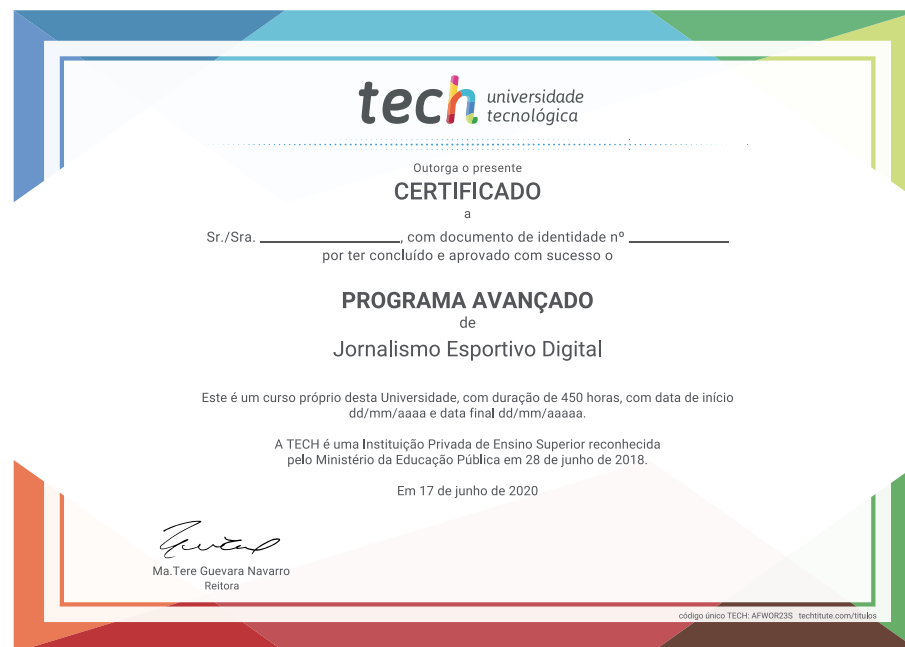 tech universidade
tecnológica
Outorga o presente
CERTIFICADO
a
Sr./Sra. ____________________, com documento de identidade nº ______________
por ter concluído e aprovado com sucesso o
PROGRAMA AVANÇADO
de
Jornalismo Esportivo Digital
Este é um curso próprio desta Universidade, com duração de 450 horas, com data de início
dd/mm/aaaa e data final dd/mm/aaaaa.
A TECH é uma Instituição Privada de Ensino Superior reconhecida
pelo Ministério da Educação Pública em 28 de junho de 2018.
Em 17 de junho de 2020
Ma.Tere Guevara Navarro
Reitora
código único TECH: AFWOR23S techtitute.com/titulos